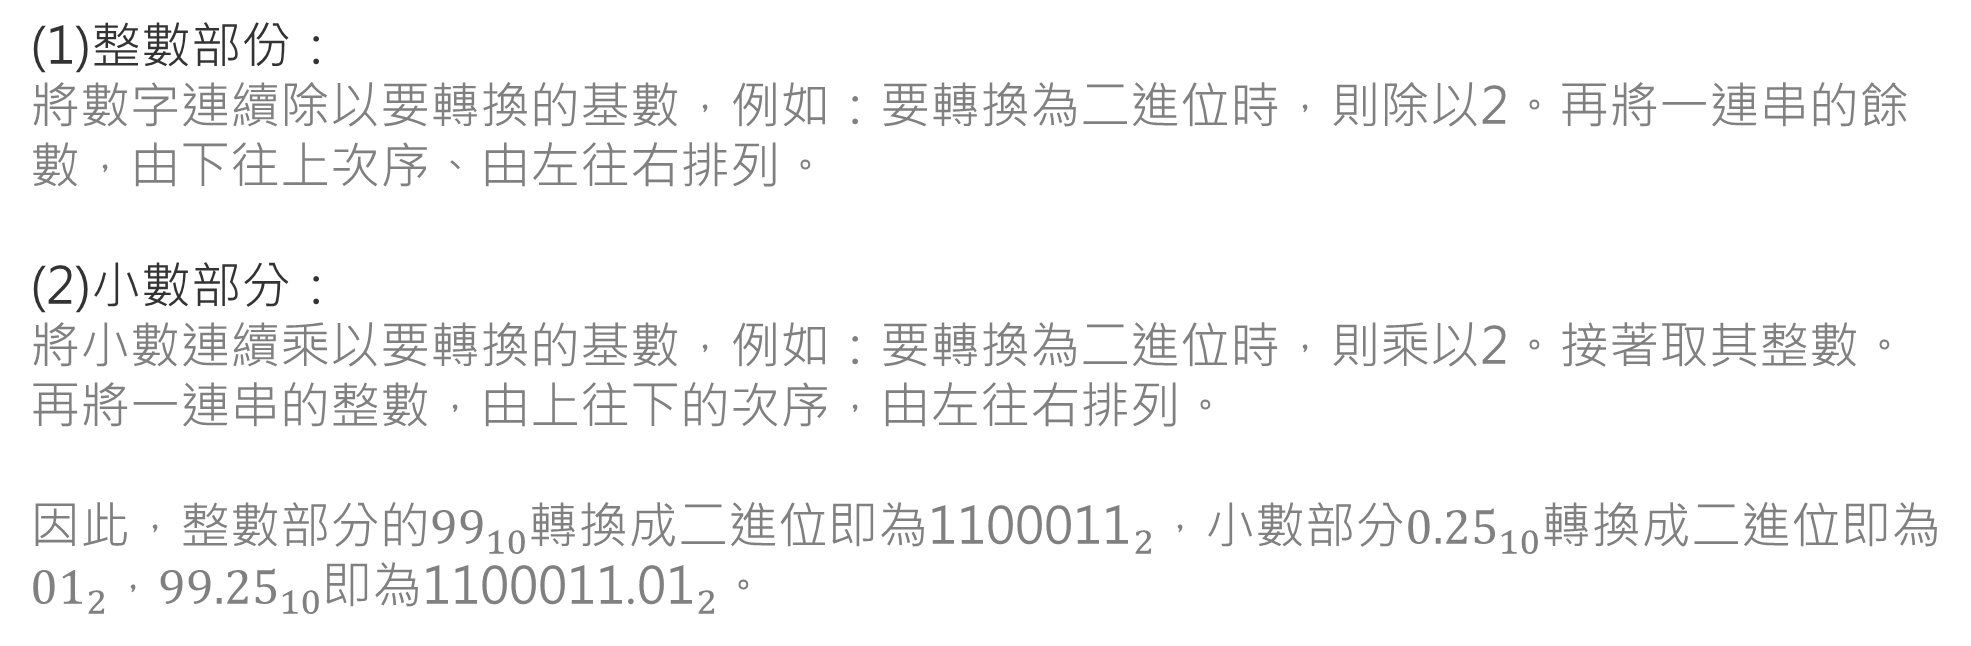 (1)整數部份：
將數字連續除以要轉換的基數，例如：要轉換為二進位時，則除以2。再將一連串的餘
數，由下往上次序、由左往右排列。
(2)小數部分：
將小數連續乘以要轉換的基數，例如：要轉換為二進位時，則乘以2。接著取其整數。
再將一連串的整數，由上往下的次序，由左往右排列。
因此，整數部分的99₁₀轉換成二進位即為1100011₂，小數部分0.25₁₀轉換成二進位即為
01₂，99.25₁₀即為1100011.01₂。